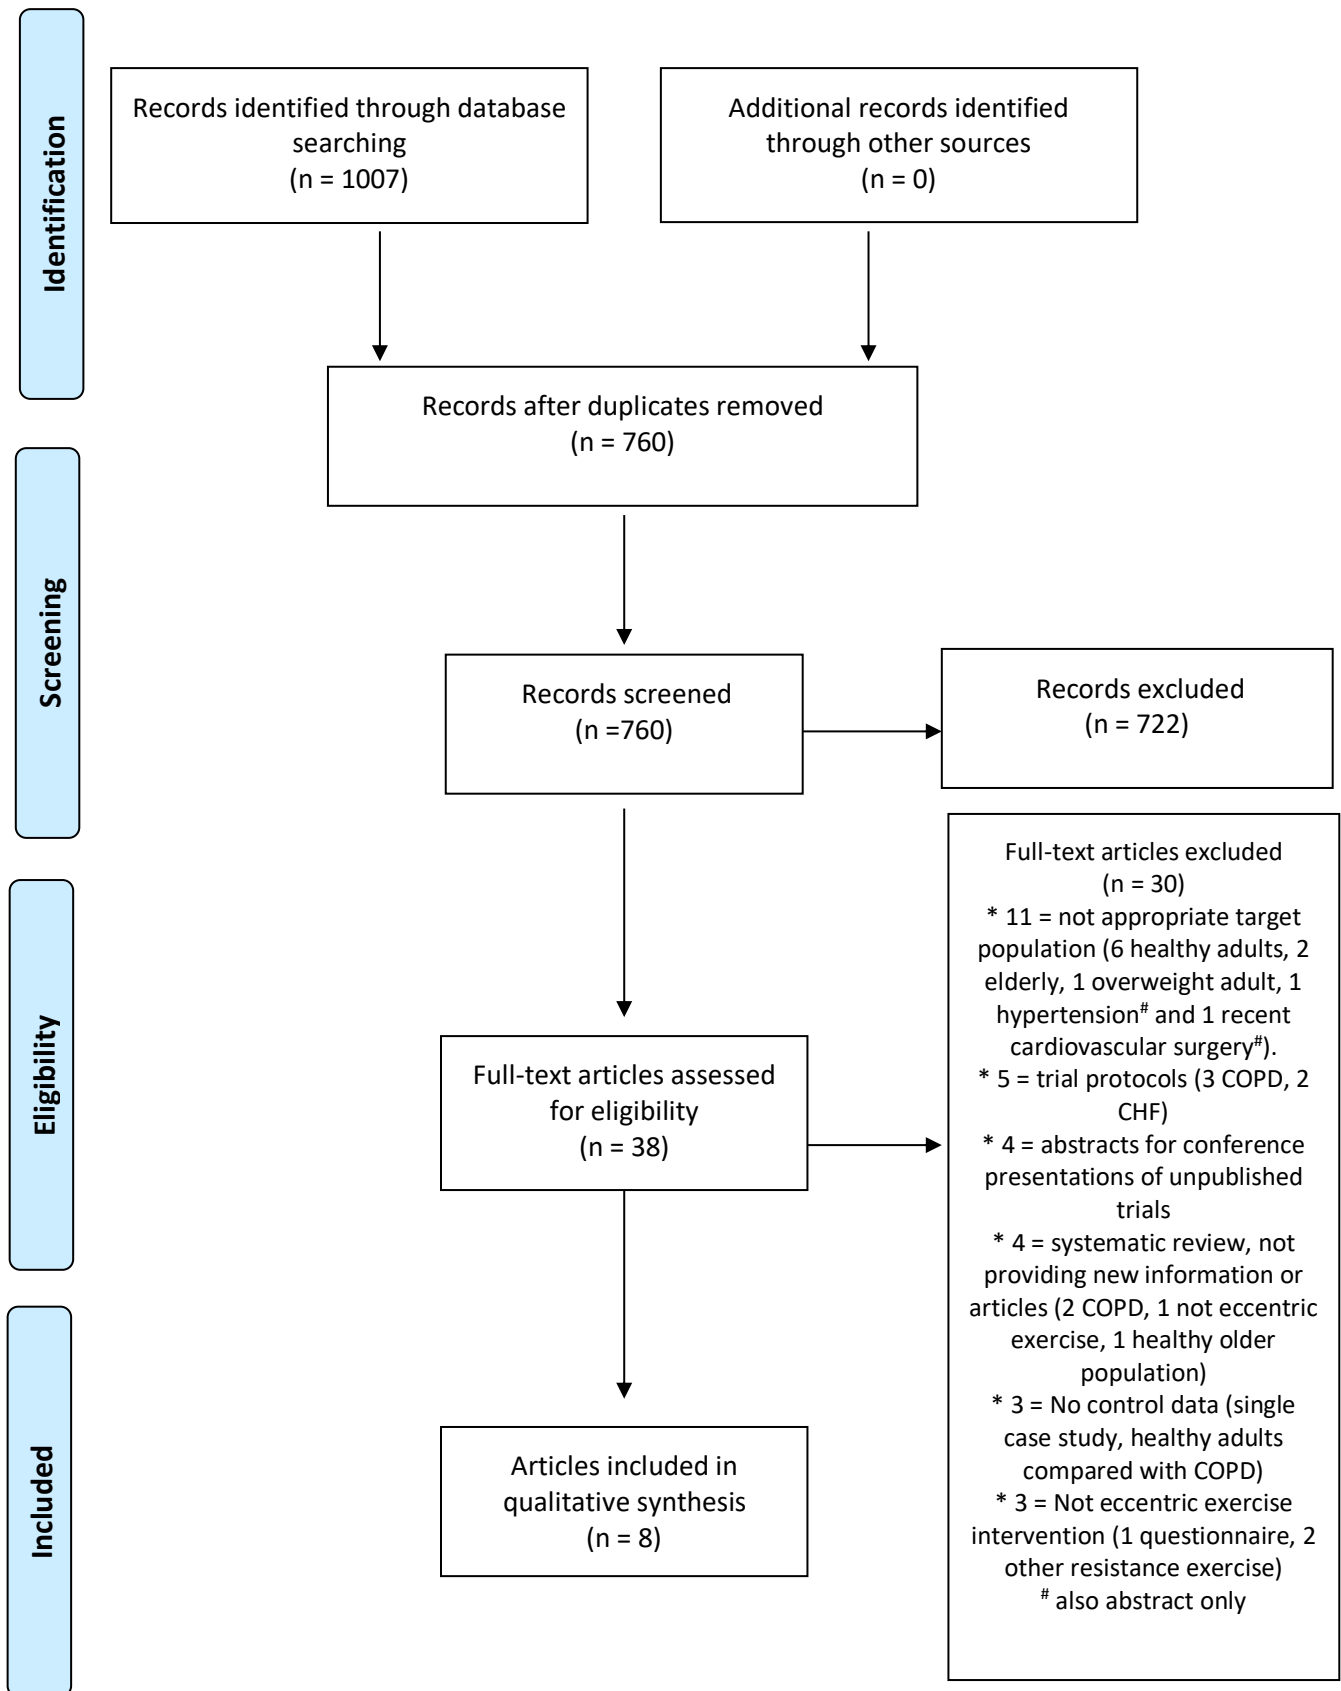 Identification
Records identified through database
searching
(n = 1007)
Additional records identified
through other sources
(n = 0)
Records after duplicates removed
(n = 760)
Screening
Records screened
(n =760)
Records excluded
(n = 722)
Eligibility
Full-text articles assessed
for eligibility
(n = 38)
Full-text articles excluded
(n = 30)
* 11 = not appropriate target
population (6 healthy adults, 2
elderly, 1 overweight adult, 1
hypertension# and 1 recent
cardiovascular surgery#).
* 5 = trial protocols (3 COPD, 2
CHF)
* 4 = abstracts for conference
presentations of unpublished
trials
* 4 = systematic review, not
providing new information or
articles (2 COPD, 1 not eccentric
exercise, 1 healthy older
population)
* 3 = No control data (single
case study, healthy adults
compared with COPD)
* 3 = Not eccentric exercise
intervention (1 questionnaire, 2
other resistance exercise)
# also abstract only
Included
Articles included in
qualitative synthesis
(n = 8)